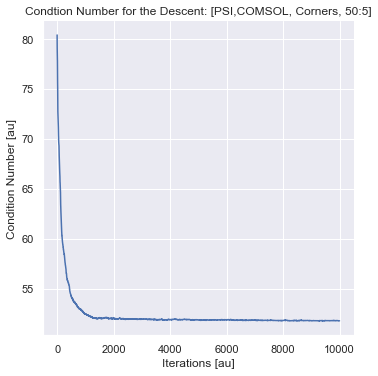 Condtion Number for the Descent: [PSI,COMSOL, Corners, 50:5]
Condition Number [au]
80
75
70
65
60
55
0 2000 4000 6000 8000 10000
Iterations [au]